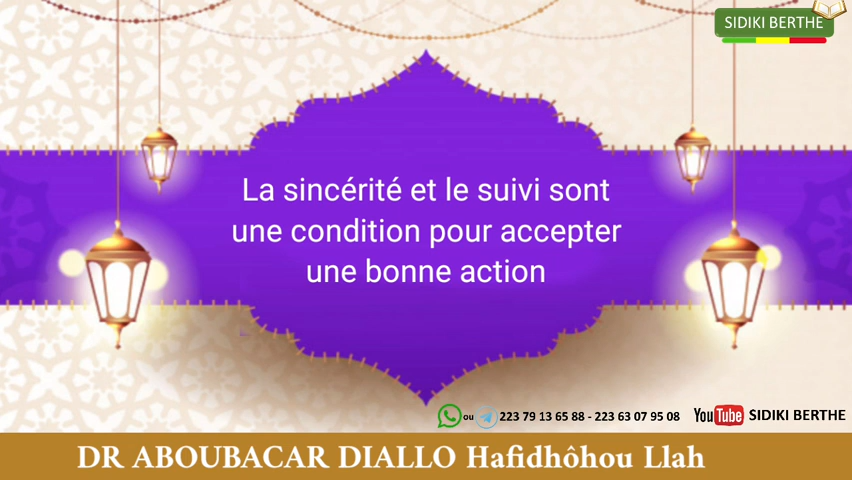 SIDIKI BERTHE
La sincérité et le suivi sont
une condition pour accepter
une bonne action
ou 223 79 13 65 88 - 223 63 07 95 08 YouTube SIDIKI BERTHE
DR ABOUBACAR DIALLO Hafidhôhou Llah